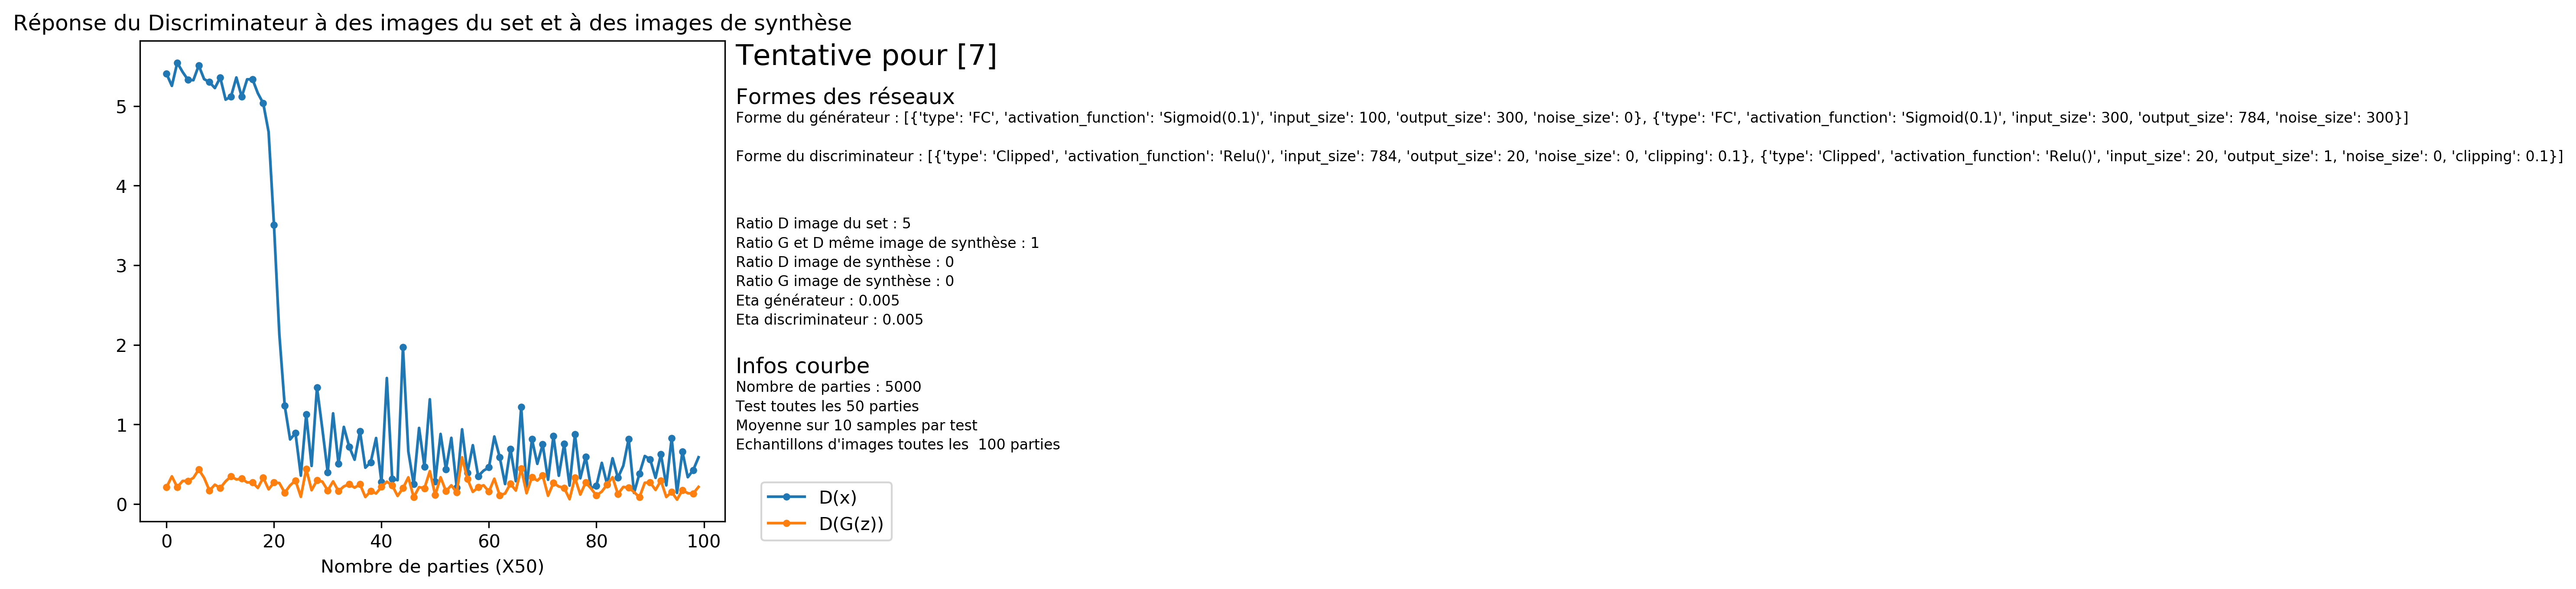 Réponse du Discriminateur à des images du set et à des images de synthèse
5
4
3
2
1
0
0 20 40 60 80 100
Nombre de parties (X50)
Tentative pour [7]
Formes des réseaux
Forme du générateur : [{'type': 'FC', 'activation_function': 'Sigmoid(0.1)', 'input_size': 100, 'output_size': 300, 'noise_size': 0}, {'type': 'FC', 'activation_function': 'Sigmoid(0.1)', 'input_size': 300, 'output_size': 784, 'noise_size': 300}]
Forme du discriminateur : [{'type': 'Clipped', 'activation_function': 'Relu()', 'input_size': 784, 'output_size': 20, 'noise_size': 0, 'clipping': 0.1}, {'type': 'Clipped', 'activation_function': 'Relu()', 'input_size': 20, 'output_size': 1, 'noise_size': 0, 'clipping': 0.1}]
Ratio D image du set : 5
Ratio G et D même image de synthèse : 1
Ratio D image de synthèse : 0
Ratio G image de synthèse : 0
Eta générateur : 0.005
Eta discriminateur : 0.005
Infos courbe
Nombre de parties : 5000
Test toutes les 50 parties
Moyenne sur 10 samples par test
Echantillons d'images toutes les  100 parties
D(x)
D(G(z))